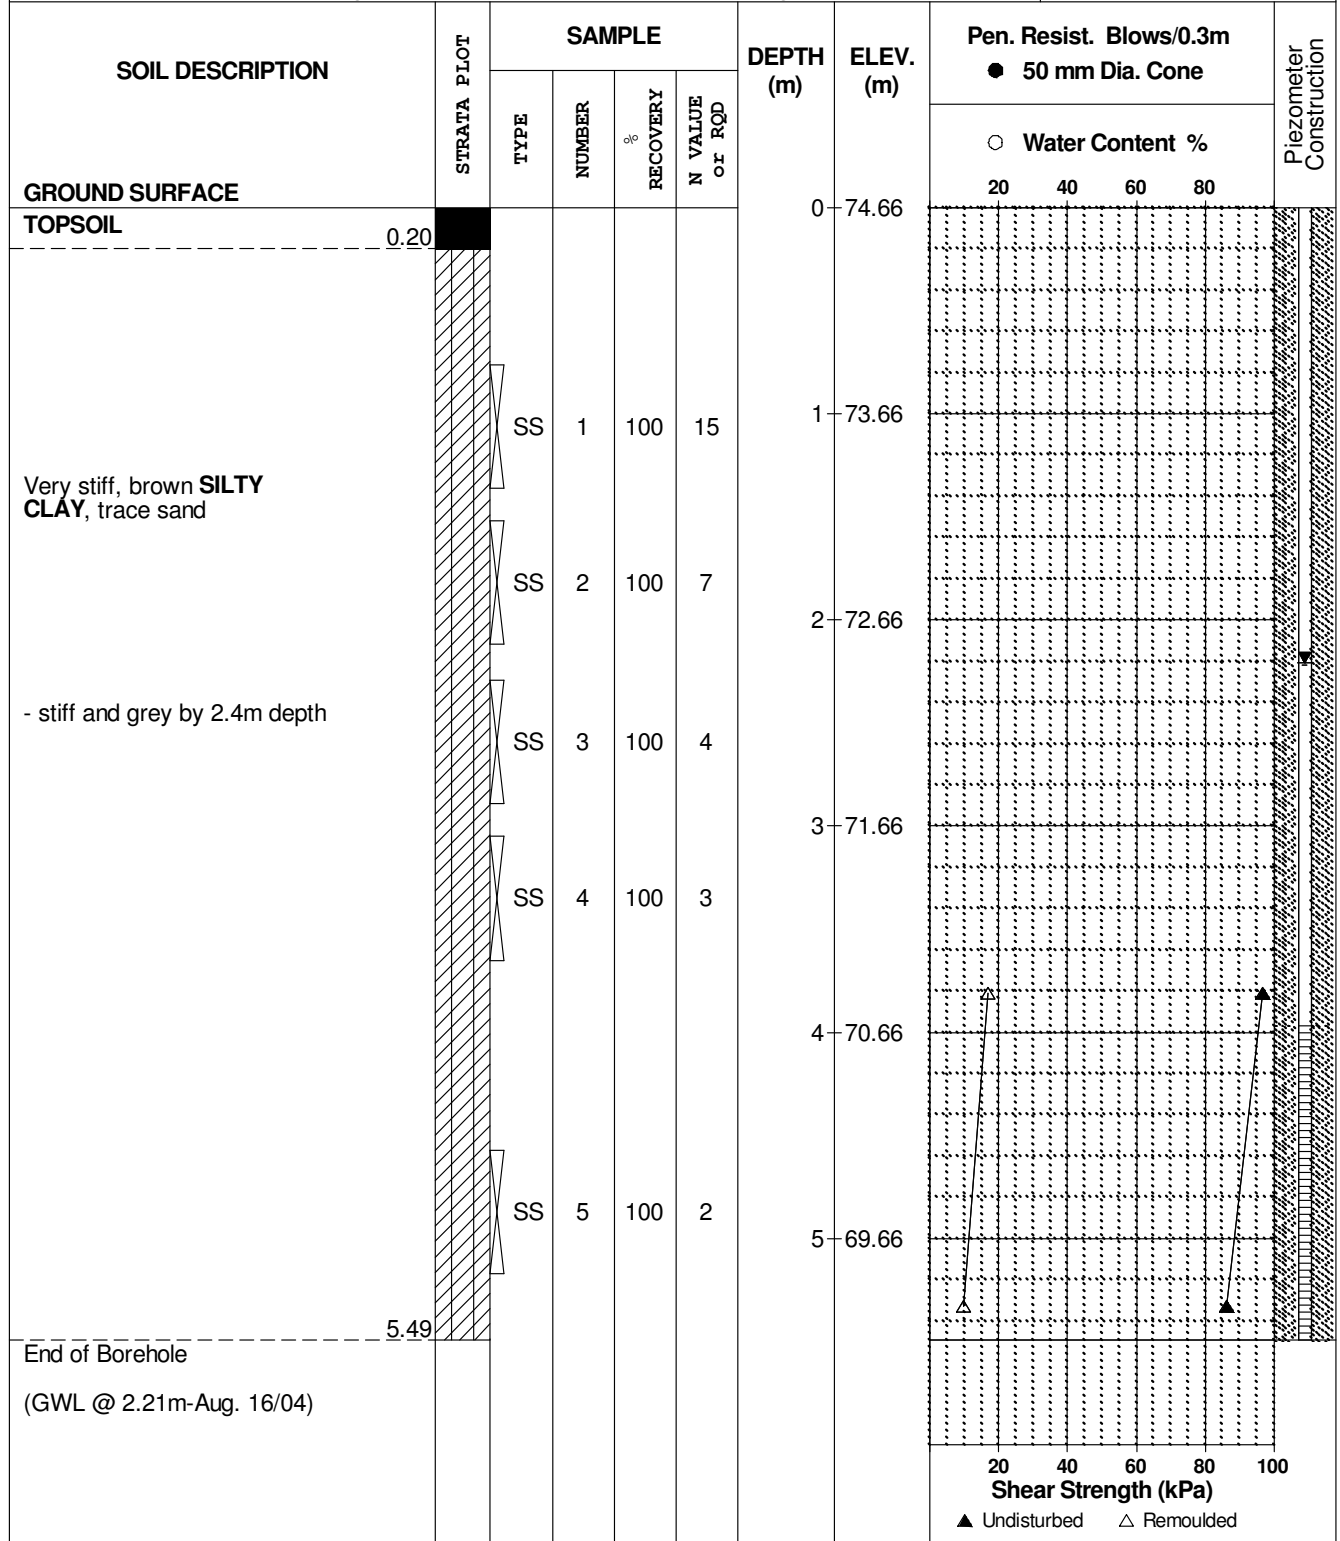 SOIL DESCRIPTION
GROUND SURFACE
STRATA PLOT
SAMPLE
TYPE
NUMBER
%
RECOVERY
N VALUE
or RQD
DEPTH
(m)
ELEV.
(m)
Pen. Resist. Blows/0.3m
● 50 mm Dia. Cone
○ Water Content %
20 40 60 80
Piezometer
Construction
TOPSOIL
0.20
0 74.66
SS 1 100 15
1 73.66
Very stiff, brown SILTY
CLAY, trace sand
SS 2 100 7
2 72.66
- stiff and grey by 2.4m depth
SS 3 100 4
3 71.66
SS 4 100 3
4 70.66
SS 5 100 2
5 69.66
5.49
End of Borehole
(GWL @ 2.21m-Aug. 16/04)
20 40 60 80 100
Shear Strength (kPa)
▲ Undisturbed △ Remoulded